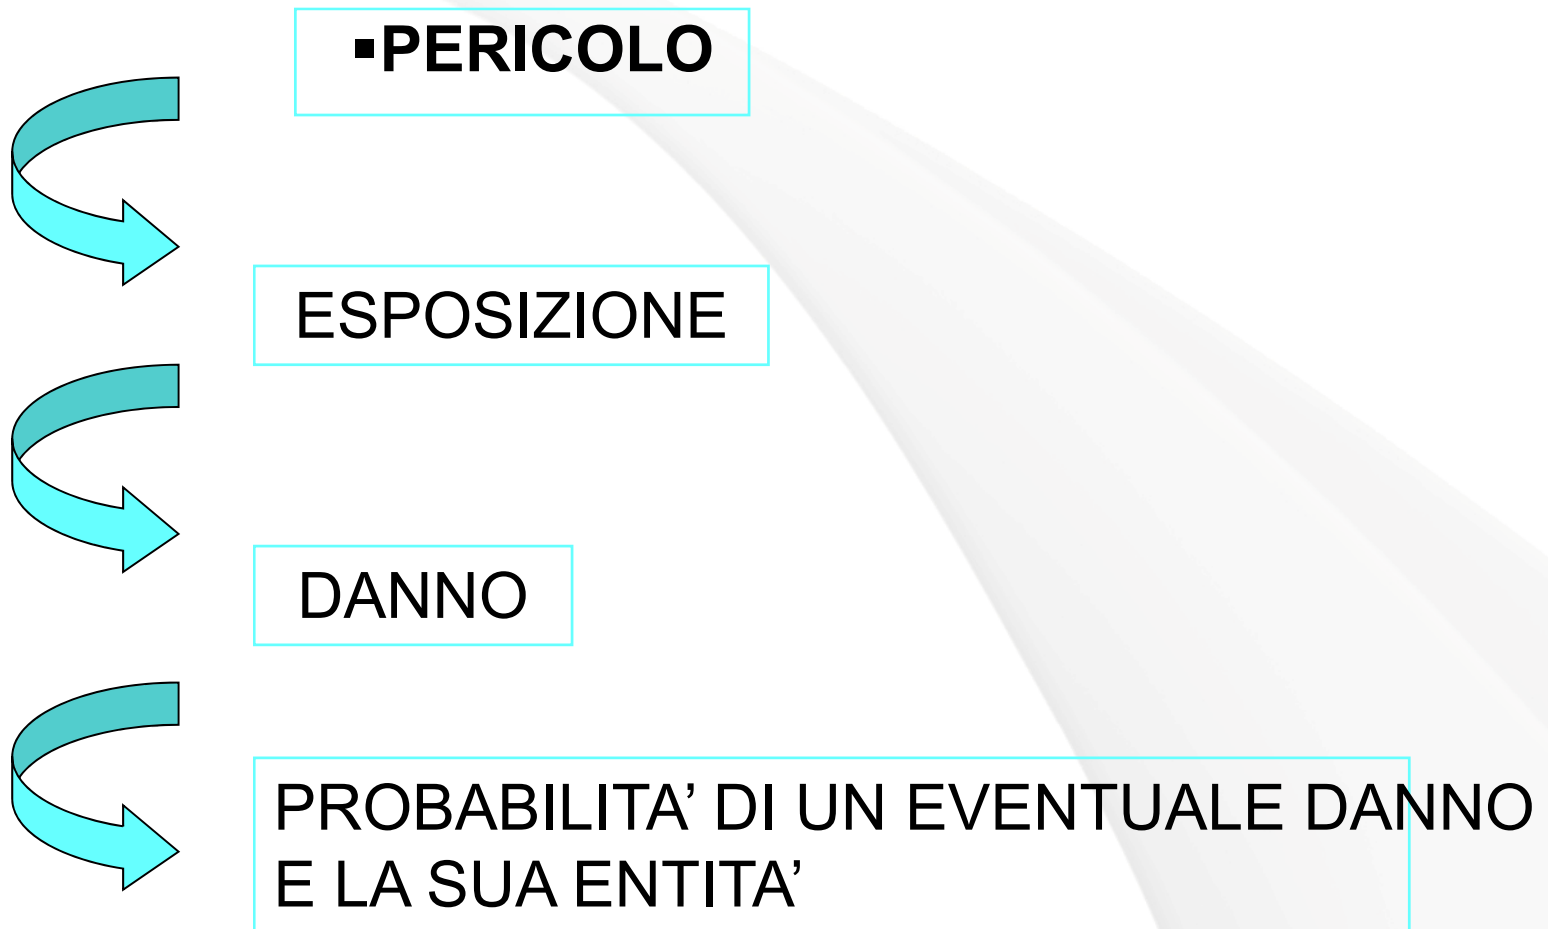 ▪PERICOLO
ESPOSIZIONE
DANNO
PROBABILITA’ DI UN EVENTUALE DANNO
E LA SUA ENTITA’